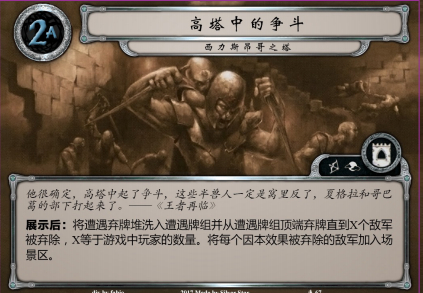 2A
高塔中的争斗
西力斯昂哥之塔
他很确定，高塔中起了争斗，这些半兽人一定是窝里反了，夏格拉和哥巴
葛的部下打起来了。——《王者再临》
展示后：将遭遇弃牌堆洗入遭遇牌组并从遭遇牌组顶端弃牌直到X个敌军
被弃除，X等于游戏中玩家的数量。将每个因本效果被弃除的敌军加入场
景区。